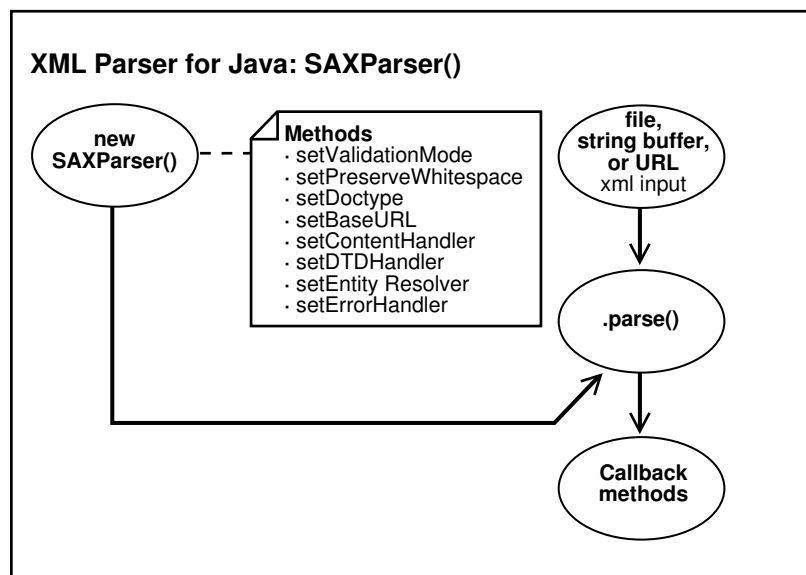 XML Parser for Java: SAXParser()
new
SAXParser()
Methods
· setValidationMode
· setPreserveWhitespace
· setDoctype
· setBaseURL
· setContentHandler
· setDTDHandler
· setEntity Resolver
· setErrorHandler
file,
string buffer,
or URL
xml input
.parse()
Callback
methods